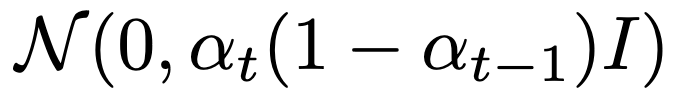 𝒩(0, α_t(1 − α_{t−1})I)